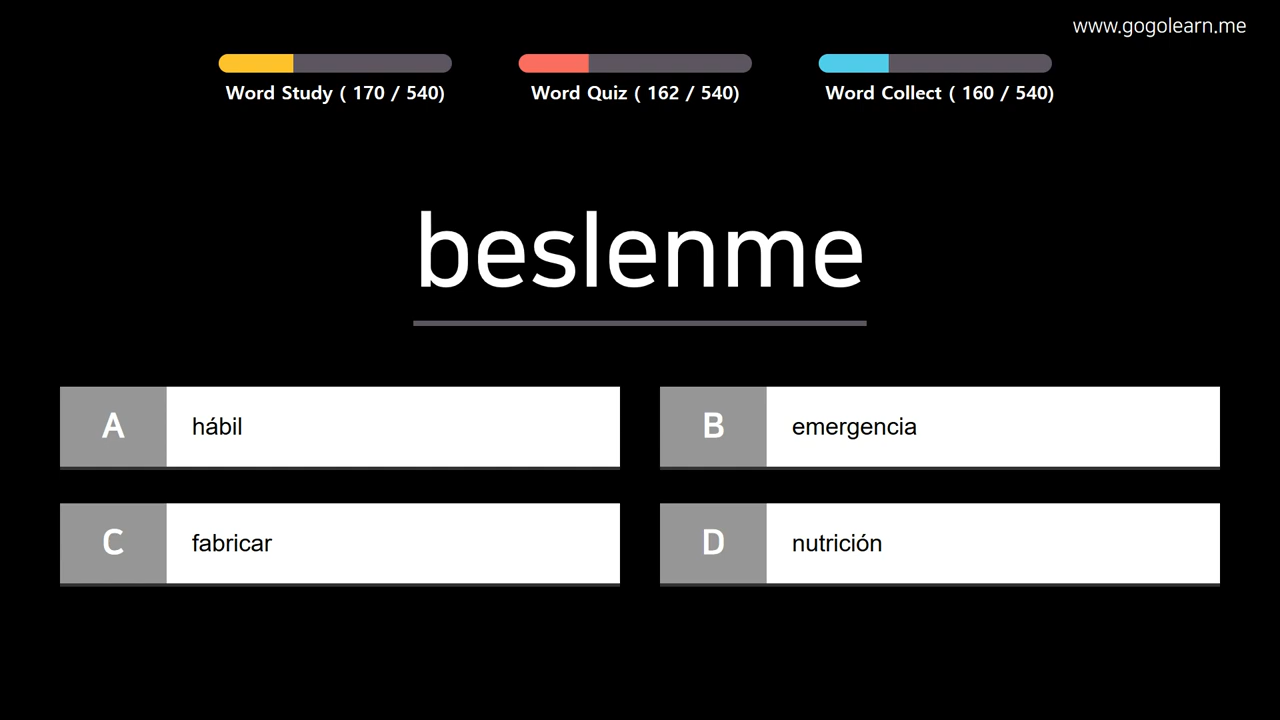 www.gogolearn.me
Word Study ( 170 / 540)
Word Quiz ( 162 / 540)
Word Collect ( 160 / 540)
beslenme
A hábil
B emergencia
C fabricar
D nutrición